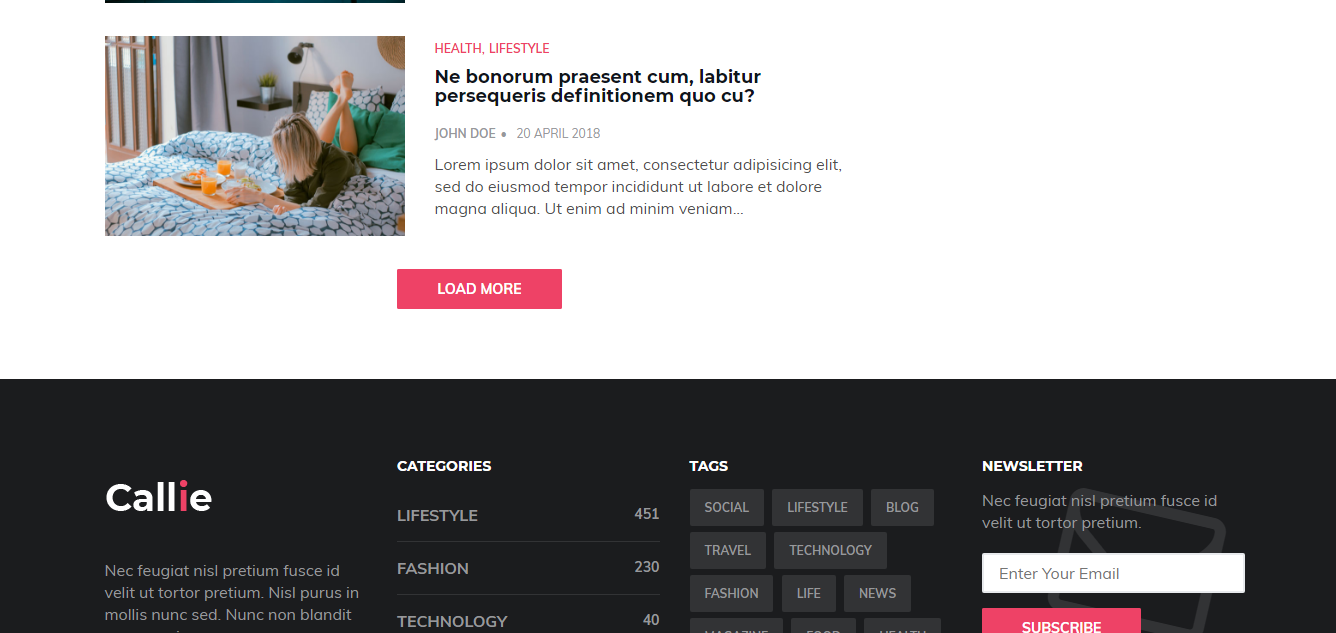 HEALTH, LIFESTYLE
Ne bonorum praesent cum, labitur
persequeris definitionem quo cu?
JOHN DOE • 20 APRIL 2018
Lorem ipsum dolor sit amet, consectetur adipisicing elit,
sed do eiusmod tempor incididunt ut labore et dolore
magna aliqua. Ut enim ad minim veniam...
LOAD MORE
Callie
Nec feugiat nisl pretium fusce id
velit ut tortor pretium. Nisl purus in
mollis nunc sed. Nunc non blandit
CATEGORIES
LIFESTYLE 451
FASHION 230
TECHNOLOGY 40
TAGS
SOCIAL LIFESTYLE BLOG
TRAVEL TECHNOLOGY
FASHION LIFE NEWS
MAGAZINE FOOD HEALTH
NEWSLETTER
Nec feugiat nisl pretium fusce id
velit ut tortor pretium.
Enter Your Email
SUBSCRIBE